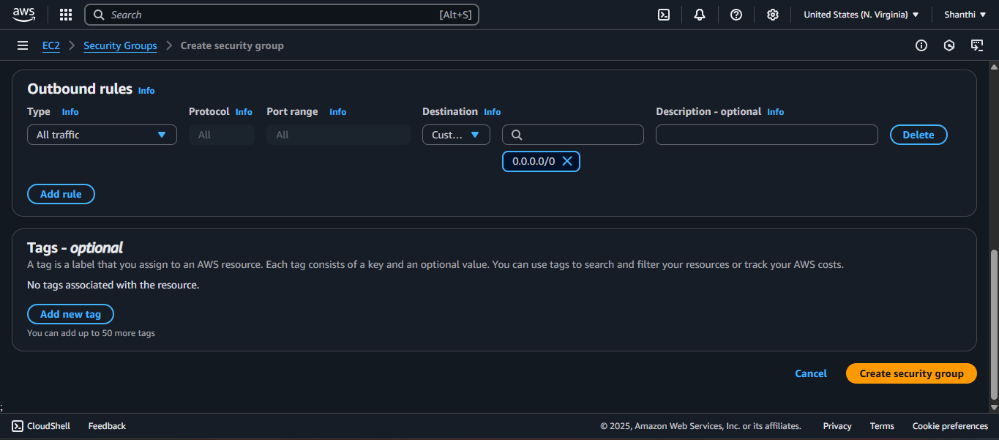 aws Search [Alt+S] United States (N. Virginia) Shanthi
EC2 Security Groups Create security group
Outbound rules Info
Type Info Protocol Info Port range Info Destination Info Description - optional Info
All traffic All All Cust... Delete
0.0.0.0/0
Add rule
Tags - optional
A tag is a label that you assign to an AWS resource. Each tag consists of a key and an optional value. You can use tags to search and filter your resources or track your AWS costs.
No tags associated with the resource.
Add new tag
You can add up to 50 more tags
Cancel Create security group
;
CloudShell Feedback © 2025, Amazon Web Services, Inc. or its affiliates. Privacy Terms Cookie preferences